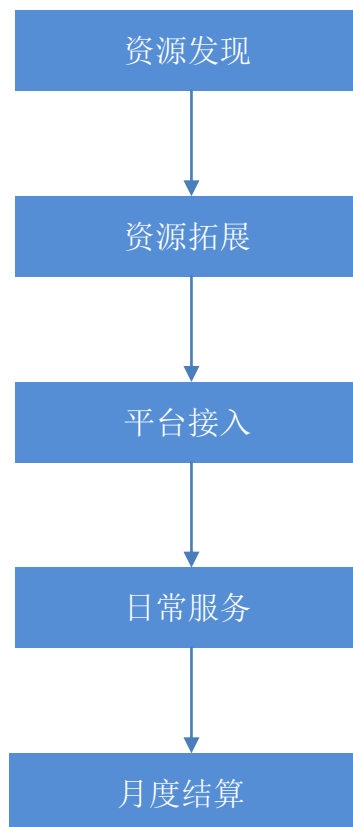 资源发现
资源拓展
平台接入
日常服务
月度结算